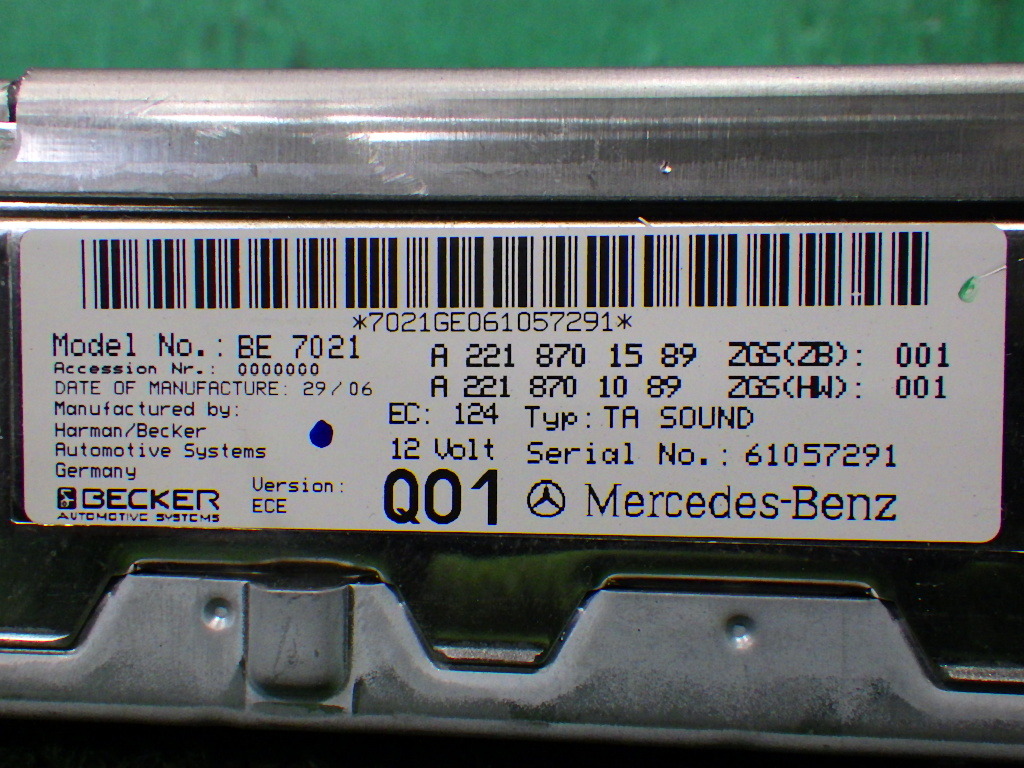 *7021GE061057291*
Model No.: BE 7021
A 221 870 15 89 ZGS(ZB): 001
Accession Nr.: 0000000
A 221 870 10 89 ZGS(HW): 001
DATE OF MANUFACTURE: 29/06
Manufactured by:
EC: 124 Typ: TA SOUND
Harman/Becker
Automotive Systems
12 Volt Serial No.: 61057291
Germany
BECKER
AUTOMOTIVE SYSTEMS
Version:
ECE
Q01
Mercedes-Benz